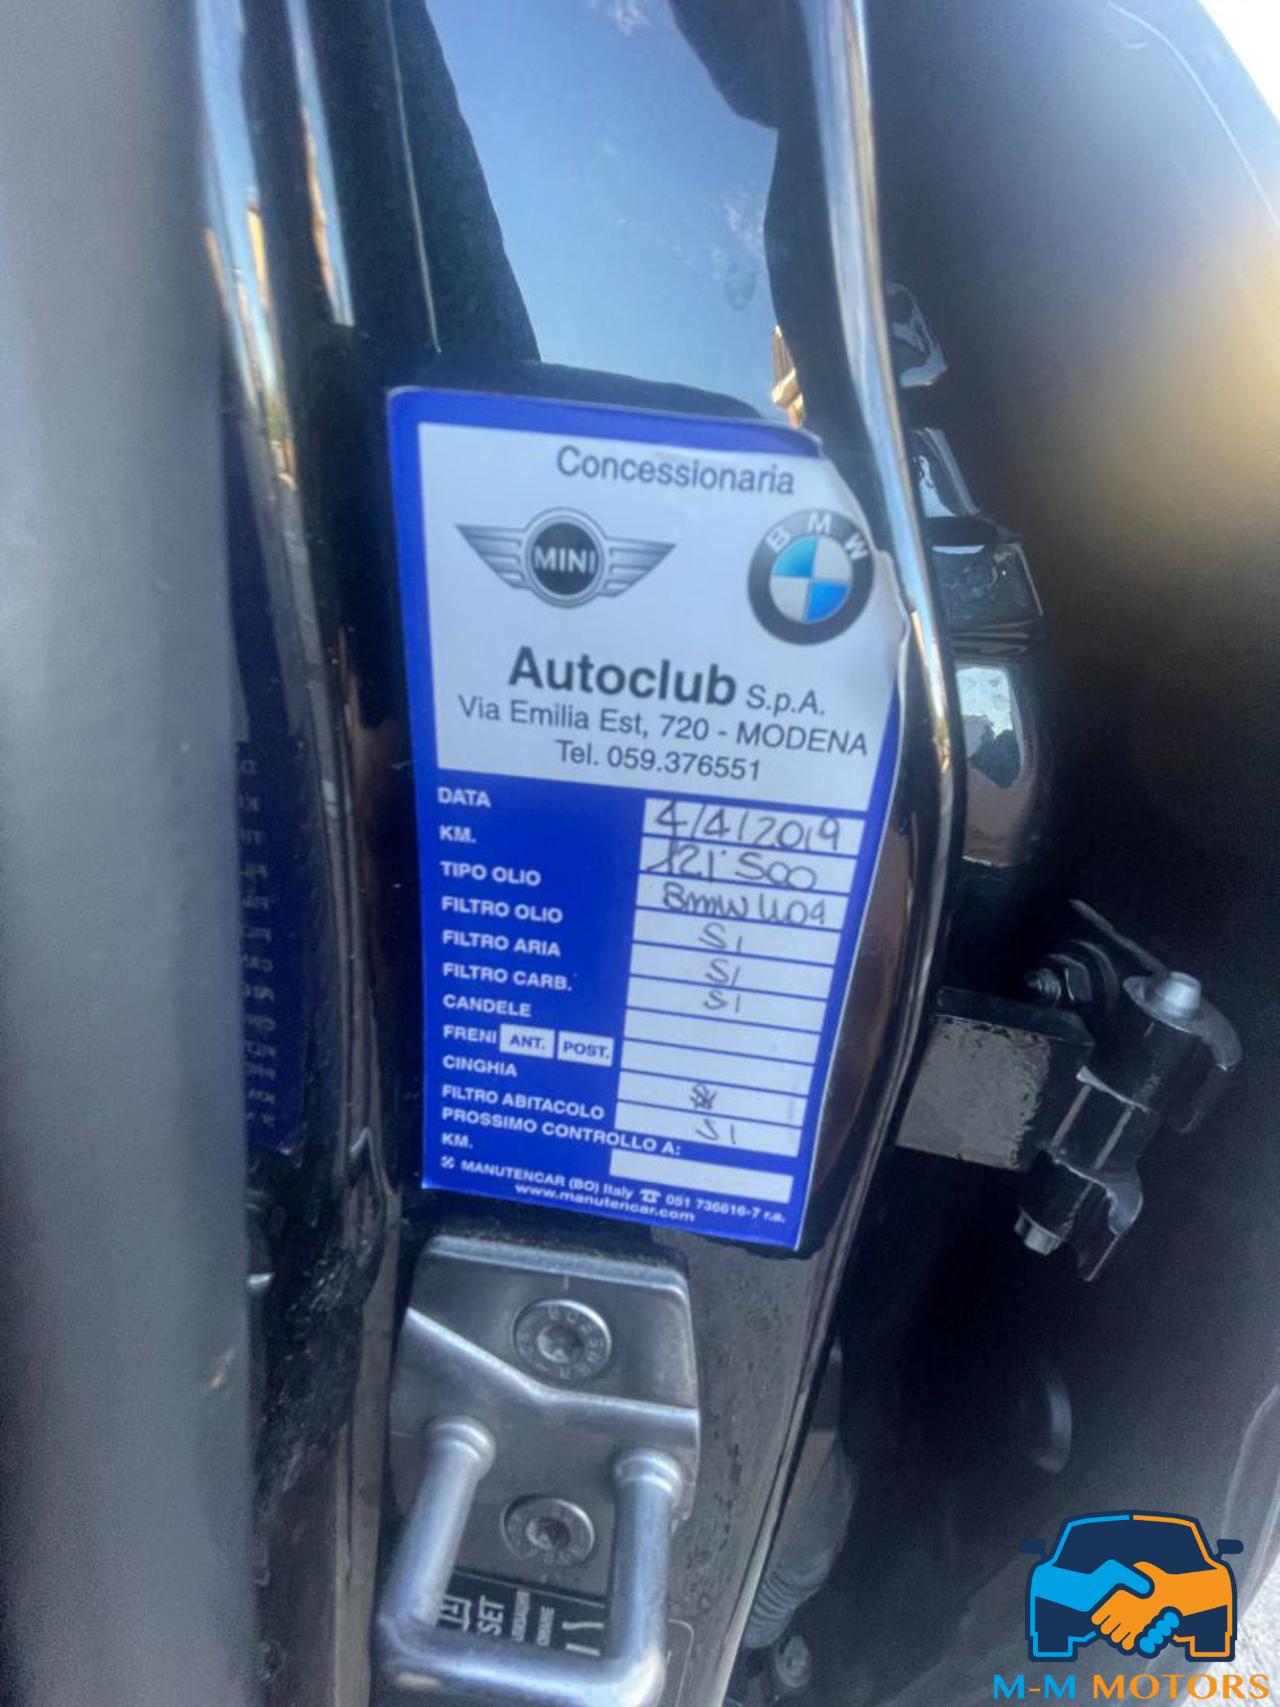 Concessionaria
MINI
BMW
Autoclub S.p.A.
Via Emilia Est, 720 - MODENA
Tel. 059.376551
DATA 4/4/2019
KM. 121'500
TIPO OLIO BMW LL04
FILTRO OLIO SI
FILTRO ARIA SI
FILTRO CARB. SI
CANDELE
FRENI ANT. POST.
CINGHIA
FILTRO ABITACOLO SI
PROSSIMO CONTROLLO A:
KM.
MANUTENCAR (BO) Italy ☎ 051 736616-7 r.a.
www.manutencar.com
SET
M-M MOTORS